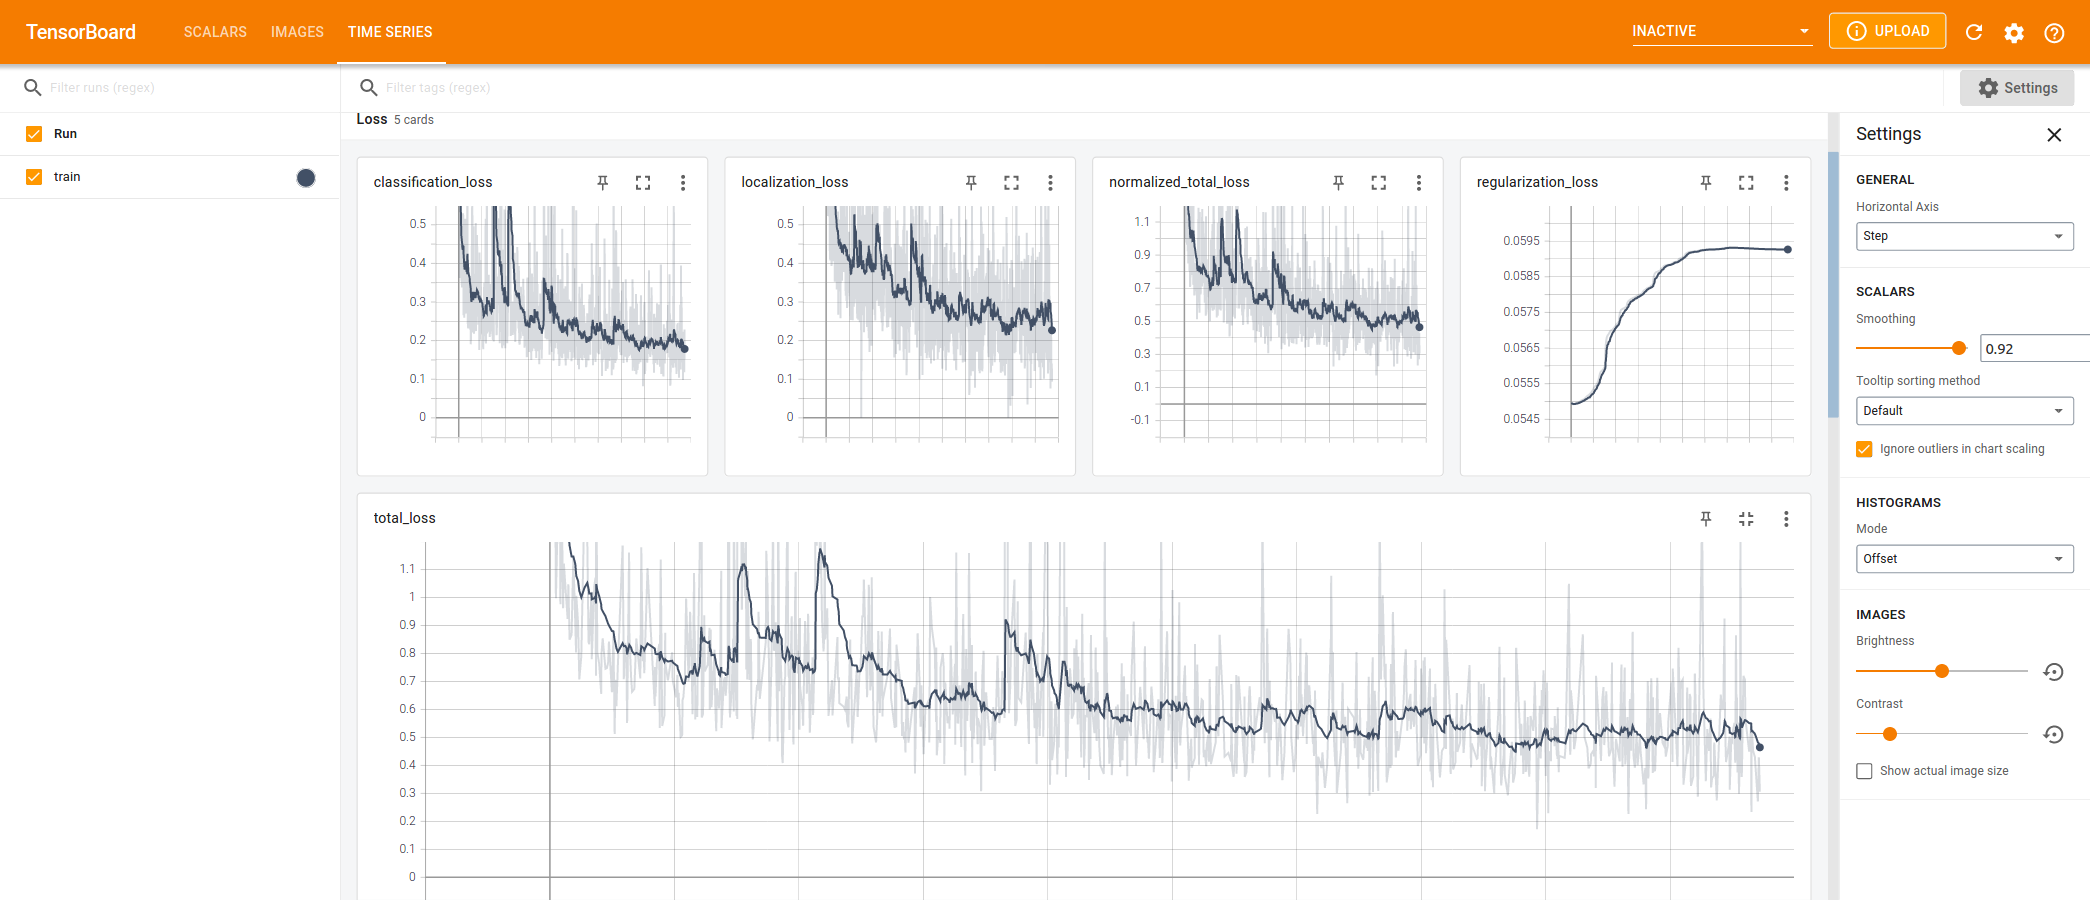 TensorBoard SCALARS IMAGES TIME SERIES INACTIVE UPLOAD
Filter runs (regex)
Run
train
Filter tags (regex)
Settings
Loss 5 cards
classification_loss
0.5
0.4
0.3
0.2
0.1
0
localization_loss
0.5
0.4
0.3
0.2
0.1
0
normalized_total_loss
1.1
0.9
0.7
0.5
0.3
0.1
-0.1
regularization_loss
0.0595
0.0585
0.0575
0.0565
0.0555
0.0545
total_loss
1.1
1
0.9
0.8
0.7
0.6
0.5
0.4
0.3
0.2
0.1
0
Settings
GENERAL
Horizontal Axis
Step
SCALARS
Smoothing
0.92
Tooltip sorting method
Default
Ignore outliers in chart scaling
HISTOGRAMS
Mode
Offset
IMAGES
Brightness
Contrast
Show actual image size